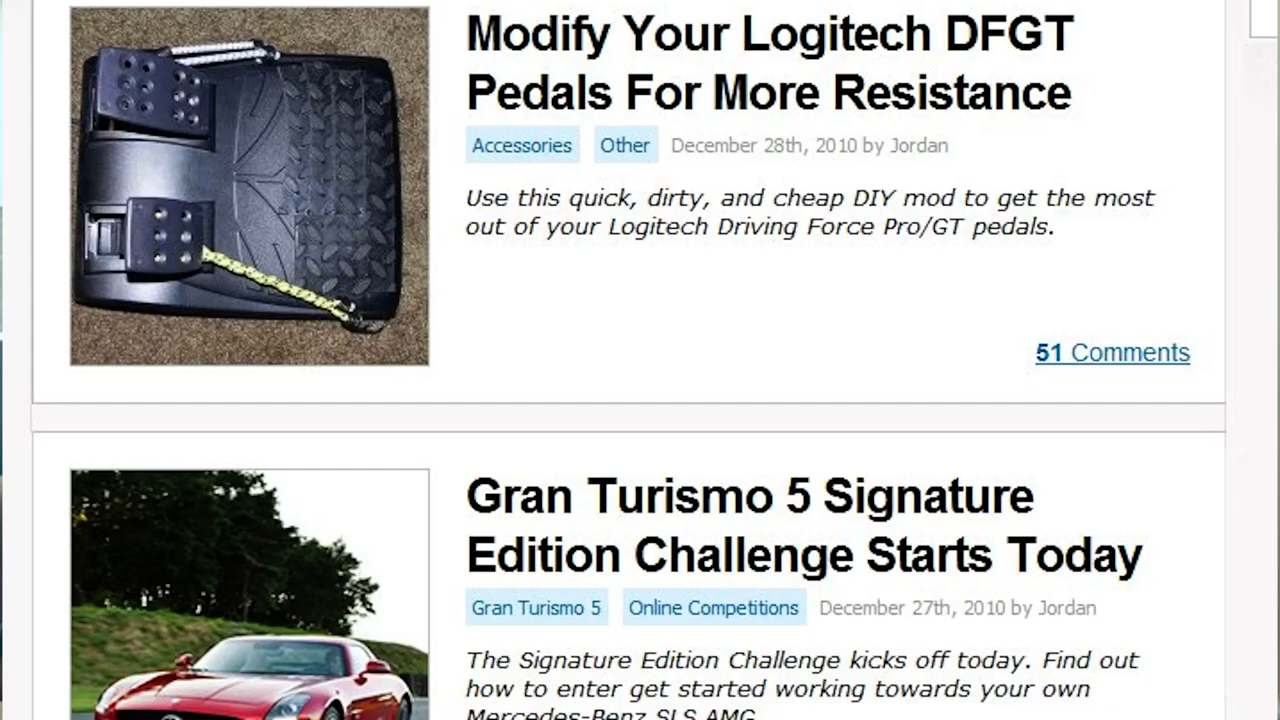 Modify Your Logitech DFGT
Pedals For More Resistance
Accessories Other December 28th, 2010 by Jordan
Use this quick, dirty, and cheap DIY mod to get the most
out of your Logitech Driving Force Pro/GT pedals.
51 Comments
Gran Turismo 5 Signature
Edition Challenge Starts Today
Gran Turismo 5 Online Competitions December 27th, 2010 by Jordan
The Signature Edition Challenge kicks off today. Find out
how to enter get started working towards your own
Mercedes-Benz SLS AMG